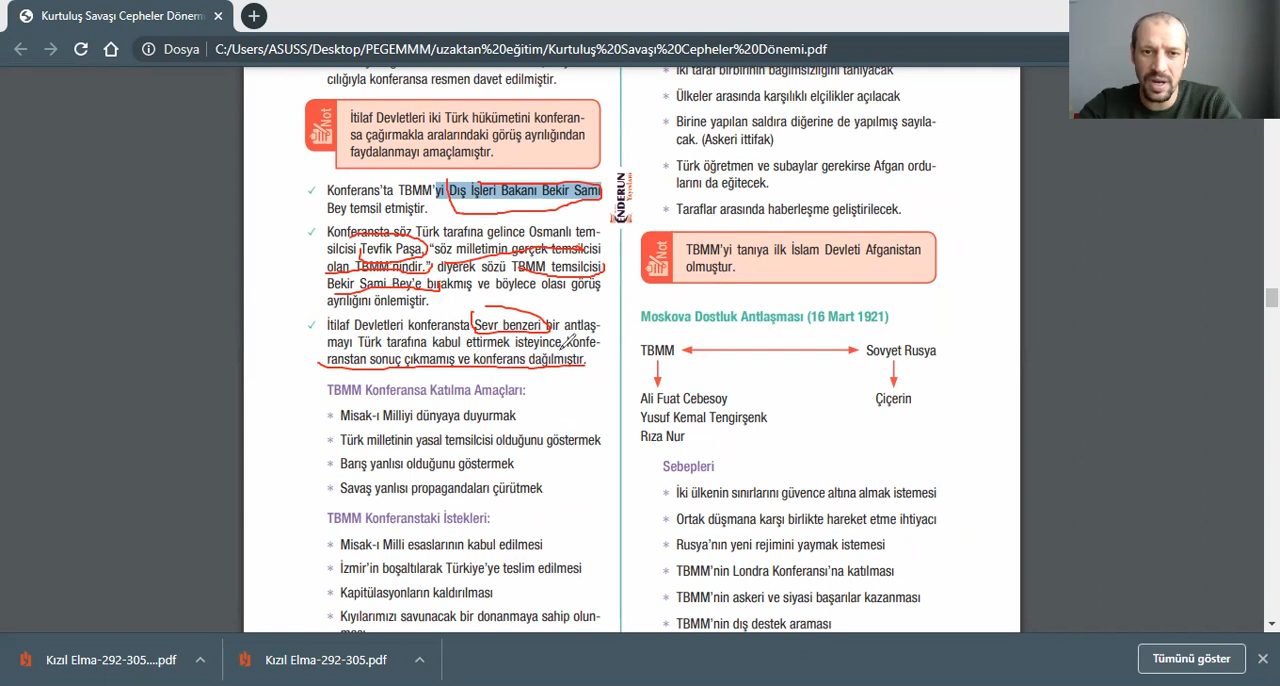 Kurtuluş Savaşı Cepheler Dönem
Dosya
C:/Users/ASUSS/Desktop/PEGEMMM/uzaktan%20eğitim/Kurtuluş%20Savaşı%20Cepheler%20Dönemi.pdf
cılığıyla konferansa resmen davet edilmiştir.
Not
İtilaf Devletleri iki Türk hükümetini konferan-
sa çağırmakla aralarındaki görüş ayrılığından
faydalanmayı amaçlamıştır.
✓ Konferans'ta TBMM'yi Dış İşleri Bakanı Bekir Sami
Bey temsil etmiştir.
✓ Konferansta söz Türk tarafına gelince Osmanlı tem-
silcisi Tevfik Paşa, "söz milletimin gerçek temsilcisi
olan TBMM'nindir." diyerek sözü TBMM temsilcisi
Bekir Sami Bey'e bırakmış ve böylece olası görüş
ayrılığını önlemiştir.
✓ İtilaf Devletleri konferansta Sevr benzeri bir antlaş-
mayı Türk tarafına kabul ettirmek isteyince konfe-
ranstan sonuç çıkmamış ve konferans dağılmıştır.
TBMM Konferansa Katılma Amaçları:
* Misak-ı Milliyi dünyaya duyurmak
* Türk milletinin yasal temsilcisi olduğunu göstermek
* Barış yanlısı olduğunu göstermek
* Savaş yanlısı propagandaları çürütmek
TBMM Konferanstaki İstekleri:
* Misak-ı Milli esaslarının kabul edilmesi
* İzmir'in boşaltılarak Türkiye'ye teslim edilmesi
* Kapitülasyonların kaldırılması
* Kıyılarımızı savunacak bir donanmaya sahip olun-
ENDERUN
Yayınları
* İki taraf birbirinin bağımsızlığını tanıyacak
* Ülkeler arasında karşılıklı elçilikler açılacak
* Birine yapılan saldıra diğerine de yapılmış sayıla-
cak. (Askeri ittifak)
* Türk öğretmen ve subaylar gerekirse Afgan ordu-
larını da eğitecek.
* Taraflar arasında haberleşme geliştirilecek.
Not
TBMM'yi tanıya ilk İslam Devleti Afganistan
olmuştur.
Moskova Dostluk Antlaşması (16 Mart 1921)
TBMM Sovyet Rusya
Ali Fuat Cebesoy Çiçerin
Yusuf Kemal Tengirşenk
Rıza Nur
Sebepleri
* İki ülkenin sınırlarını güvence altına almak istemesi
* Ortak düşmana karşı birlikte hareket etme ihtiyacı
* Rusya'nın yeni rejimini yaymak istemesi
* TBMM'nin Londra Konferansı'na katılması
* TBMM'nin askeri ve siyasi başarılar kazanması
* TBMM'nin dış destek araması
Kızıl Elma-292-305....pdf
Kızıl Elma-292-305.pdf
Tümünü göster